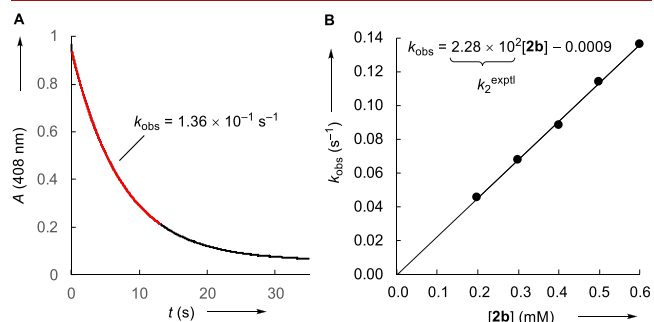 A
A (408 nm)
1
0.8
0.6
0.4
0.2
0
k_obs = 1.36 × 10⁻¹ s⁻¹
0 10 20 30
t (s)
B
k_obs (s⁻¹)
0.14
0.12
0.10
0.08
0.06
0.04
0.02
0.00
k_obs = 2.28 × 10²[2b] – 0.0009
k₂^exptl
0.0 0.1 0.2 0.3 0.4 0.5 0.6
[2b] (mM)